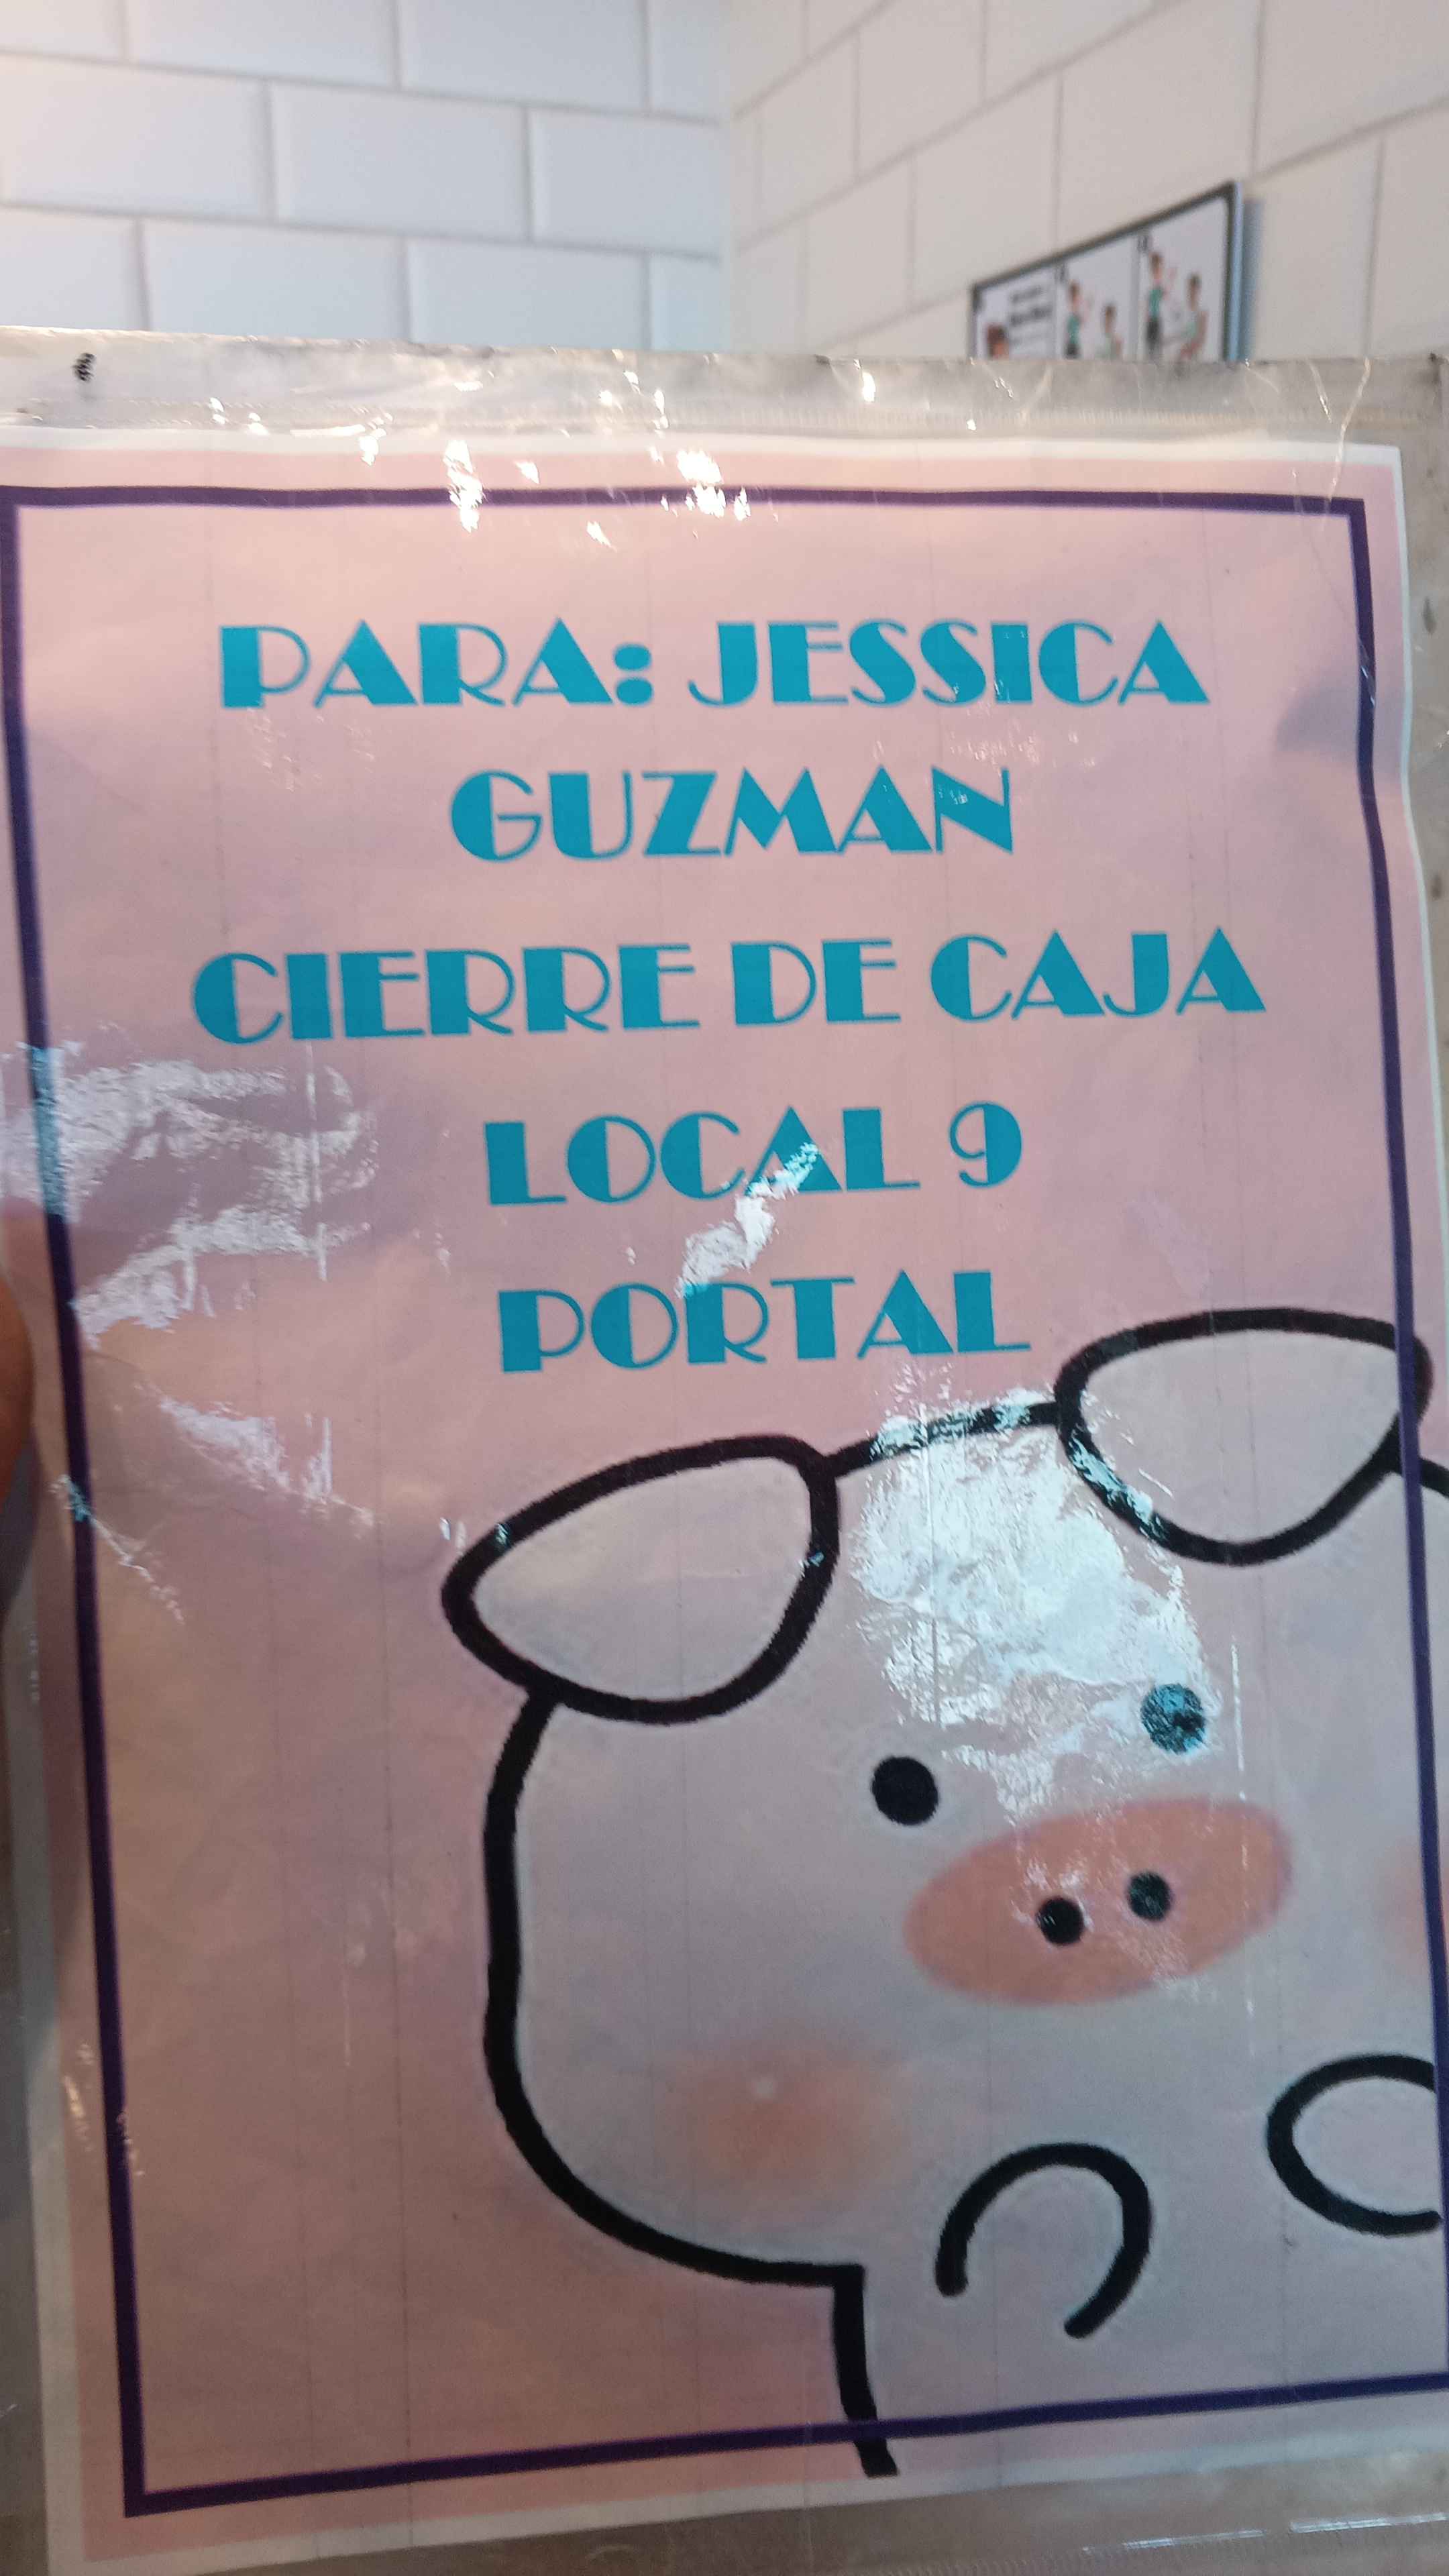 PARA: JESSICA
GUZMAN
CIERRE DE CAJA
LOCAL 9
PORTAL